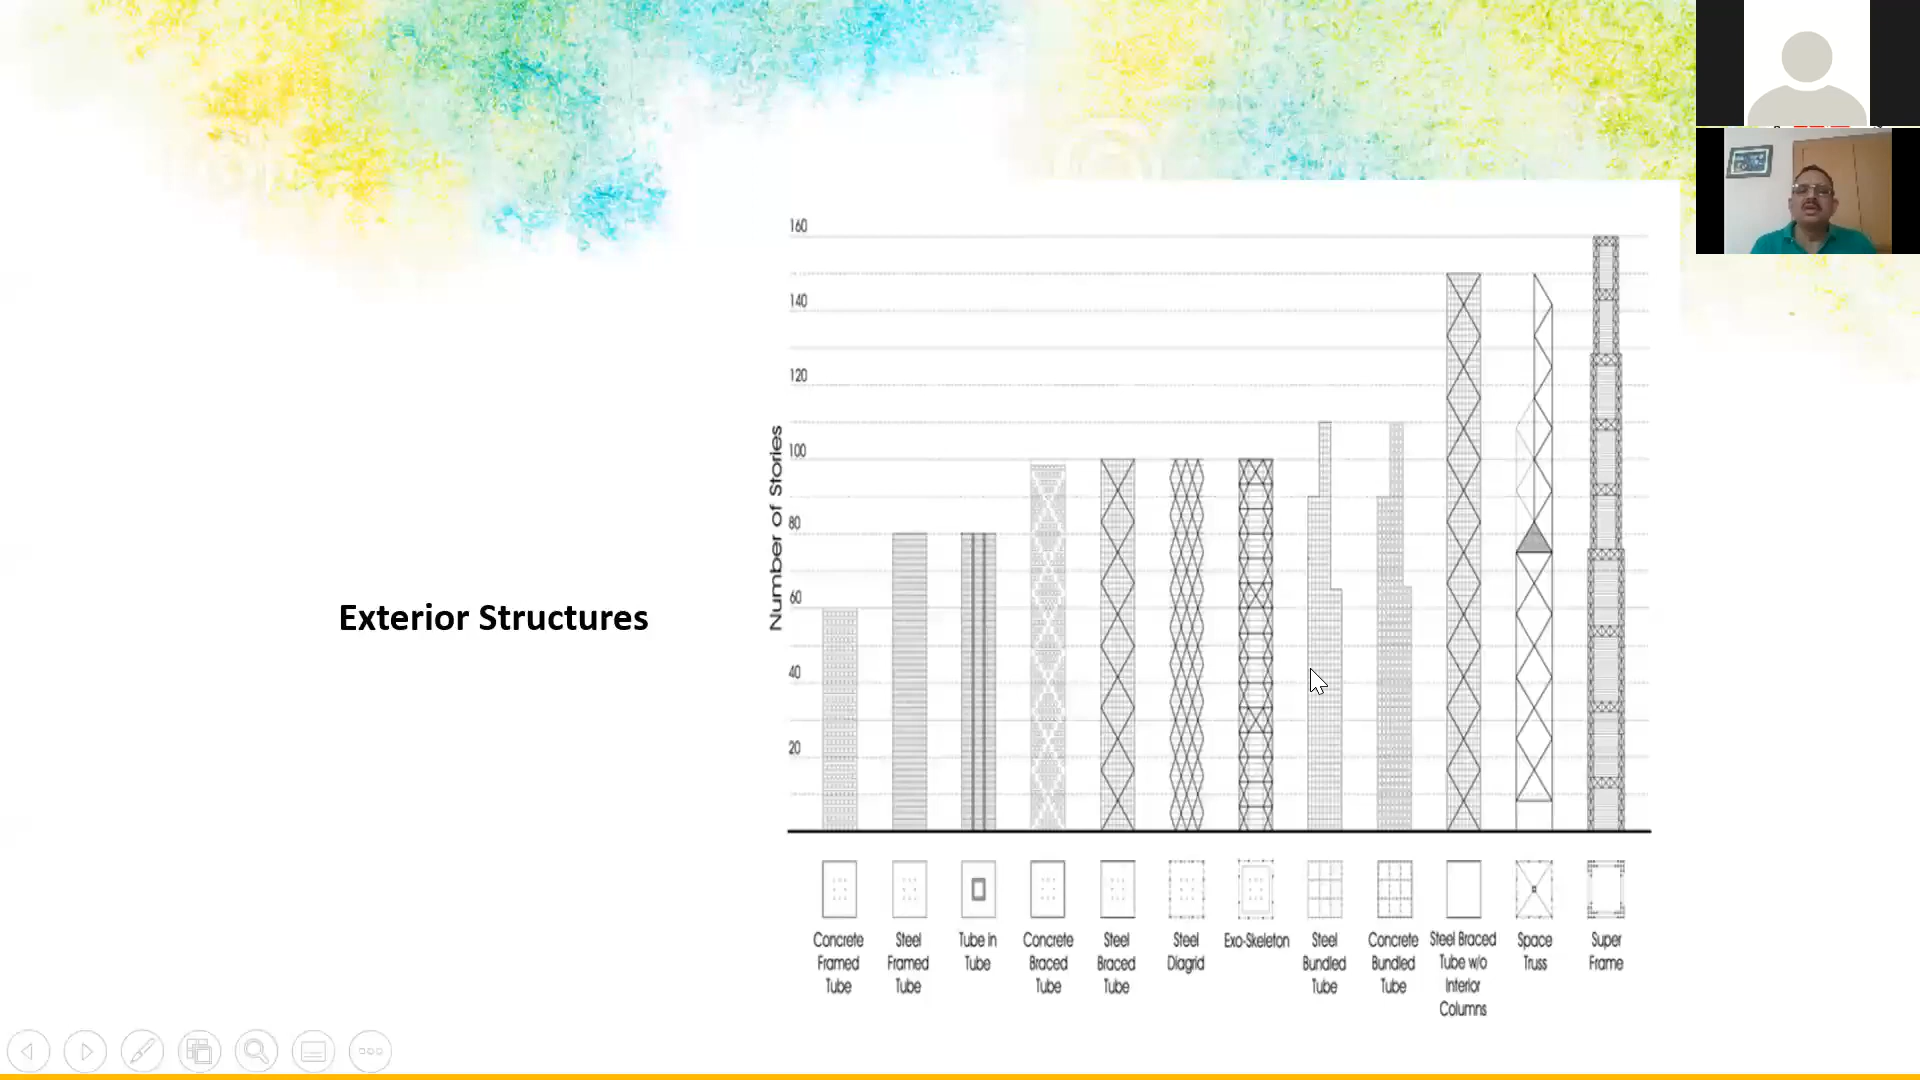 Exterior Structures
Number of Stories
160
140
120
100
80
60
40
20
Concrete
Framed
Tube
Steel
Framed
Tube
Tube in
Tube
Concrete
Braced
Tube
Steel
Braced
Tube
Steel
Diagrid
Exo-Skeleton
Steel
Bundled
Tube
Concrete
Bundled
Tube
Steel Braced
Tube w/o
Interior
Columns
Space
Truss
Super
Frame